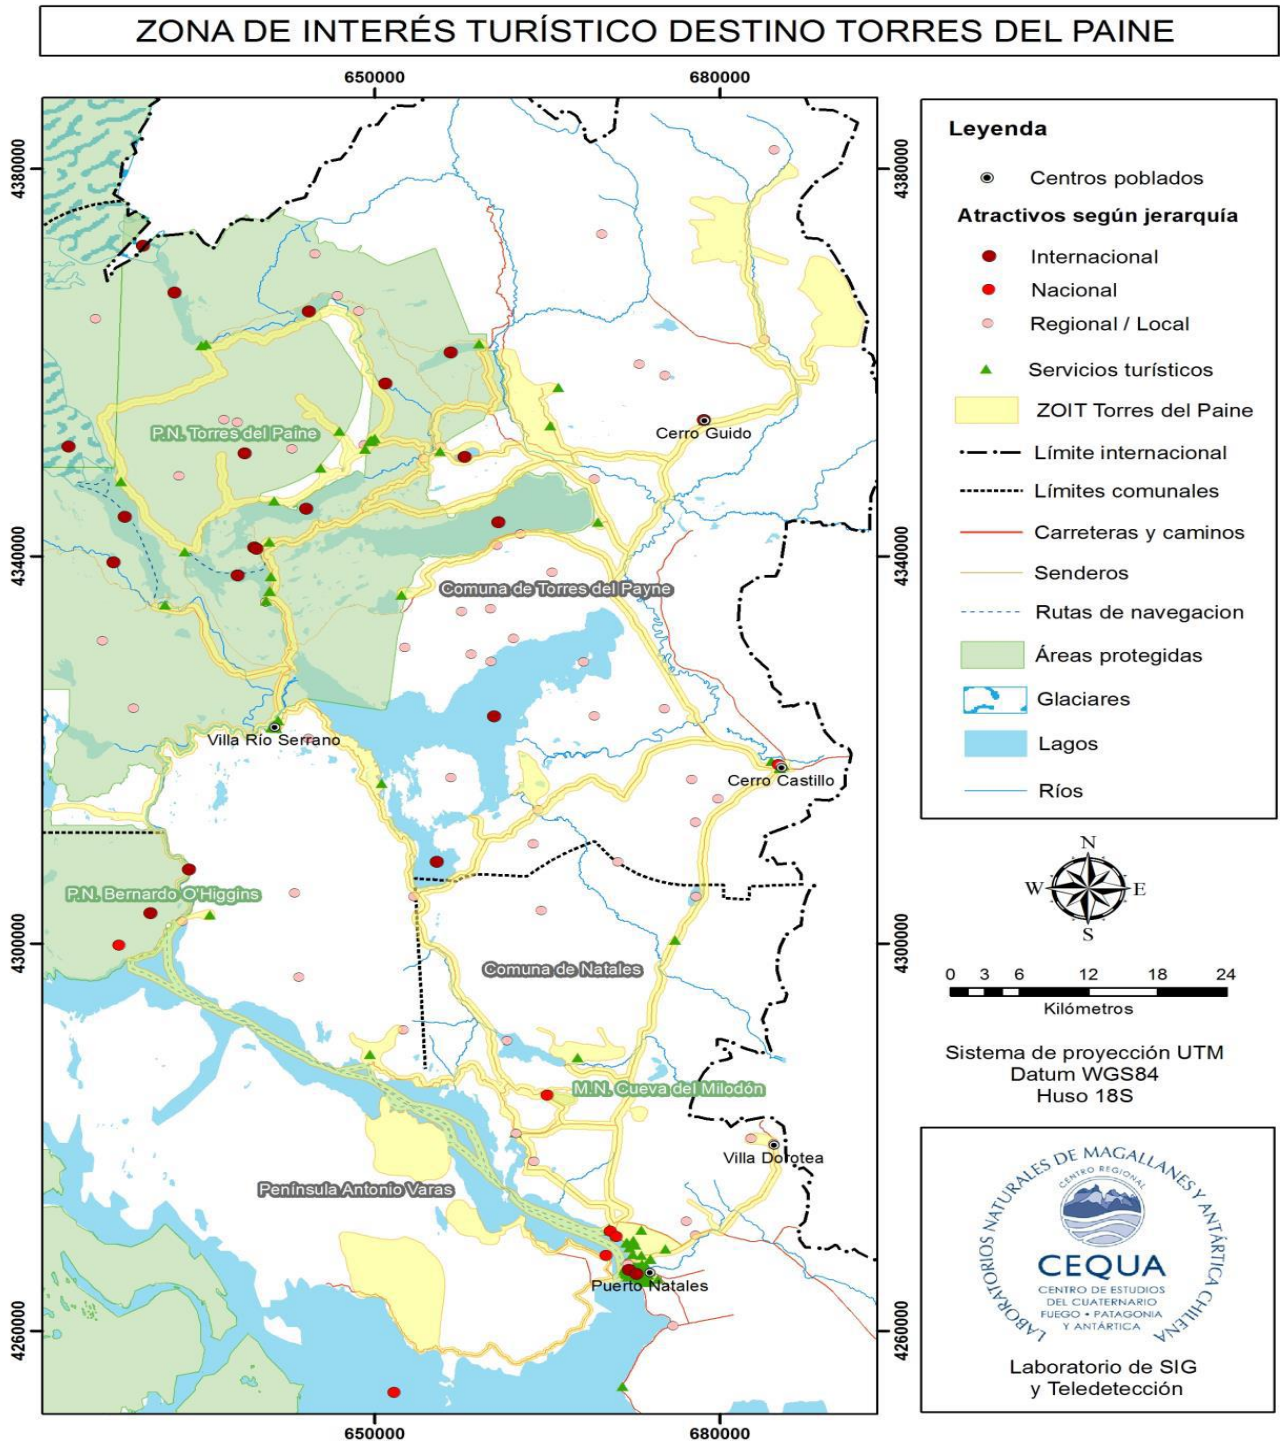 ZONA DE INTERÉS TURÍSTICO DESTINO TORRES DEL PAINE
650000
680000
4380000
4380000
P.N. Torres del Paine
Cerro Guido
4340000
4340000
Comuna de Torres del Payne
Villa Río Serrano
Cerro Castillo
P.N. Bernardo O'Higgins
4300000
4300000
Comuna de Natales
M.N. Cueva del Milodón
Villa Dorotea
Península Antonio Varas
Puerto Natales
4260000
4260000
650000
680000
Leyenda
Centros poblados
Atractivos según jerarquía
Internacional
Nacional
Regional / Local
Servicios turísticos
ZOIT Torres del Paine
Límite internacional
Límites comunales
Carreteras y caminos
Senderos
Rutas de navegacion
Áreas protegidas
Glaciares
Lagos
Ríos
N
W
E
S
0 3 6 12 18 24
Kilómetros
Sistema de proyección UTM
Datum WGS84
Huso 18S
LABORATORIOS NATURALES DE MAGALLANES Y ANTÁRTICA CHILENA
CENTRO REGIONAL
CEQUA
CENTRO DE ESTUDIOS
DEL CUATERNARIO
FUEGO • PATAGONIA
Y ANTÁRTICA
Laboratorio de SIG
y Teledetección